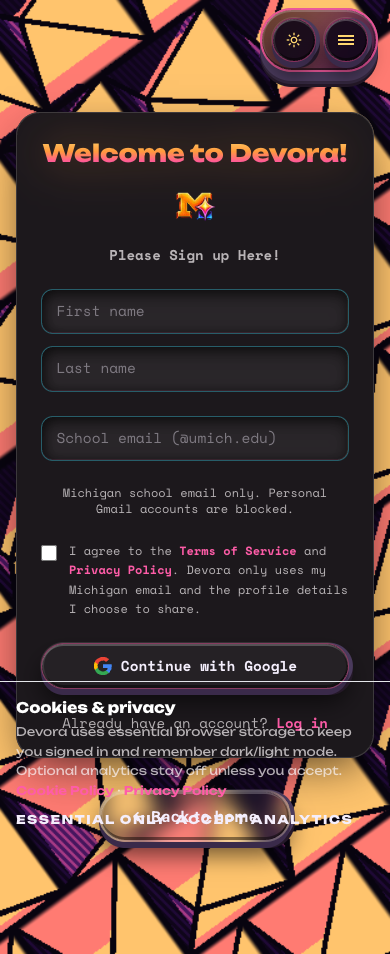 Welcome to Devora!
Please Sign up Here!
First name
Last name
School email (@umich.edu)
Michigan school email only. Personal
Gmail accounts are blocked.
I agree to the Terms of Service and
Privacy Policy. Devora only uses my
Michigan email and the profile details
I choose to share.
Continue with Google
Cookies & privacy
Already have an account? Log in
Devora uses essential browser storage to keep
you signed in and remember dark/light mode.
Optional analytics stay off unless you accept.
Cookie Policy · Privacy Policy
Back to home
ESSENTIAL ONLY ACCEPT ANALYTICS